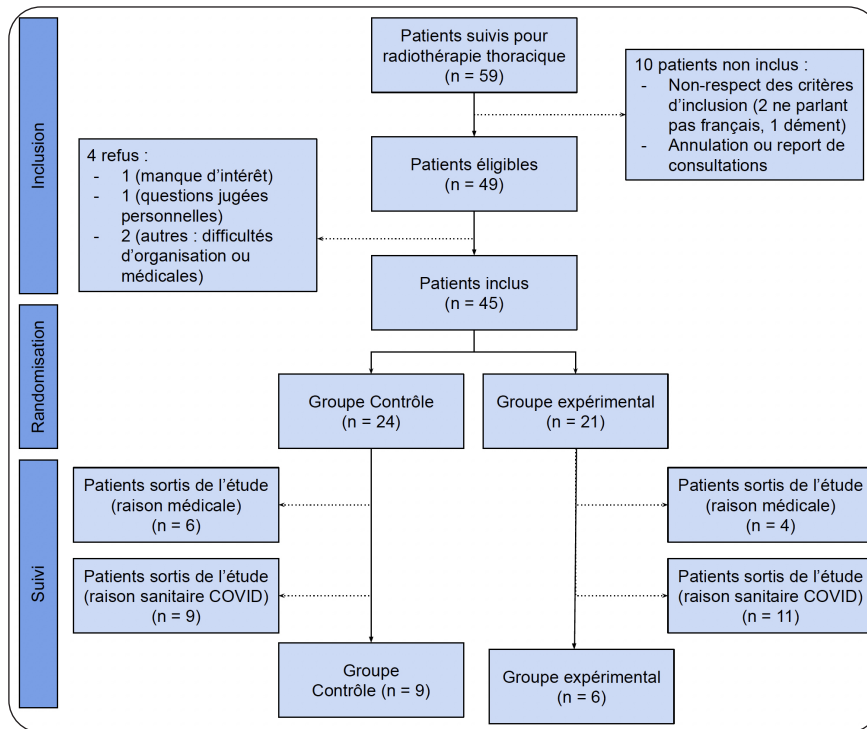 Inclusion
Patients suivis pour
radiothérapie thoracique
(n = 59)
10 patients non inclus :
- Non-respect des critères
d'inclusion (2 ne parlant
pas français, 1 dément)
- Annulation ou report de
consultations
Patients éligibles
(n = 49)
4 refus :
- 1 (manque d'intérêt)
- 1 (questions jugées
personnelles)
- 2 (autres : difficultés
d'organisation ou
médicales)
Patients inclus
(n = 45)
Randomisation
Groupe Contrôle
(n = 24)
Groupe expérimental
(n = 21)
Suivi
Patients sortis de l'étude
(raison médicale)
(n = 6)
Patients sortis de l'étude
(raison médicale)
(n = 4)
Patients sortis de l'étude
(raison sanitaire COVID)
(n = 9)
Patients sortis de l'étude
(raison sanitaire COVID)
(n = 11)
Groupe
Contrôle (n = 9)
Groupe expérimental
(n = 6)